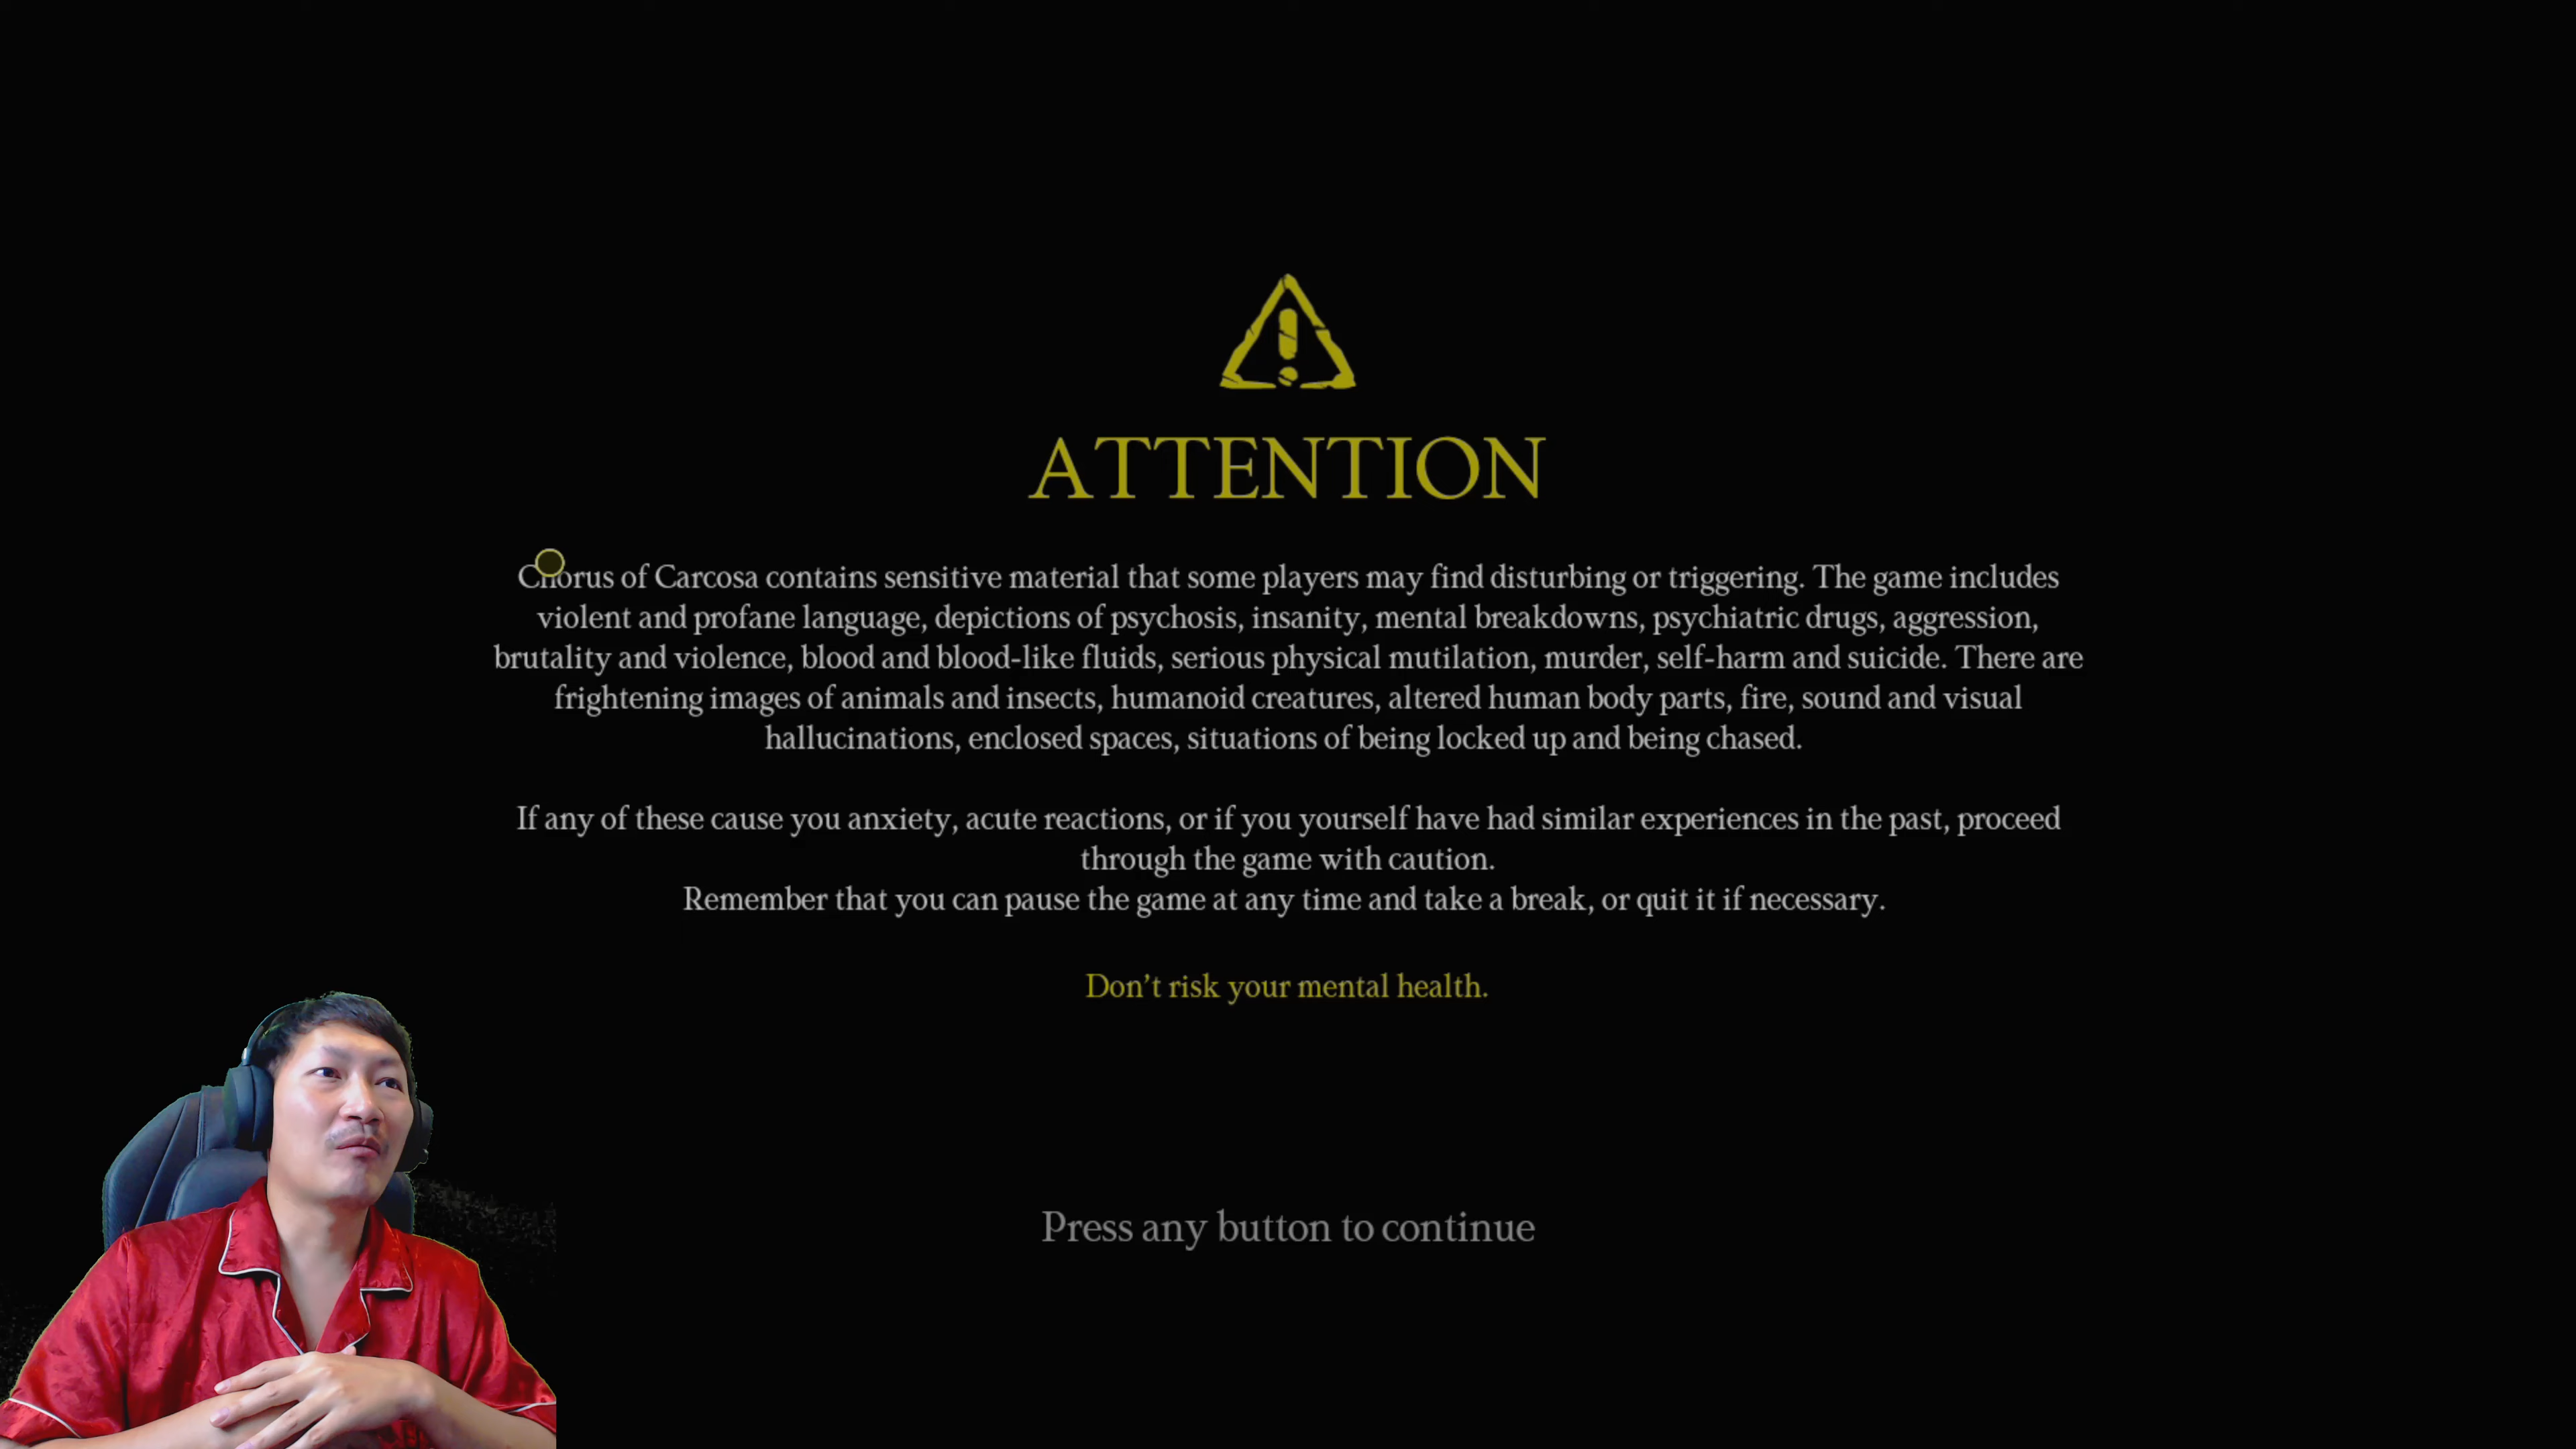 ATTENTION
Chorus of Carcosa contains sensitive material that some players may find disturbing or triggering. The game includes
violent and profane language, depictions of psychosis, insanity, mental breakdowns, psychiatric drugs, aggression,
brutality and violence, blood and blood-like fluids, serious physical mutilation, murder, self-harm and suicide. There are
frightening images of animals and insects, humanoid creatures, altered human body parts, fire, sound and visual
hallucinations, enclosed spaces, situations of being locked up and being chased.
If any of these cause you anxiety, acute reactions, or if you yourself have had similar experiences in the past, proceed
through the game with caution.
Remember that you can pause the game at any time and take a break, or quit it if necessary.
Don't risk your mental health.
Press any button to continue